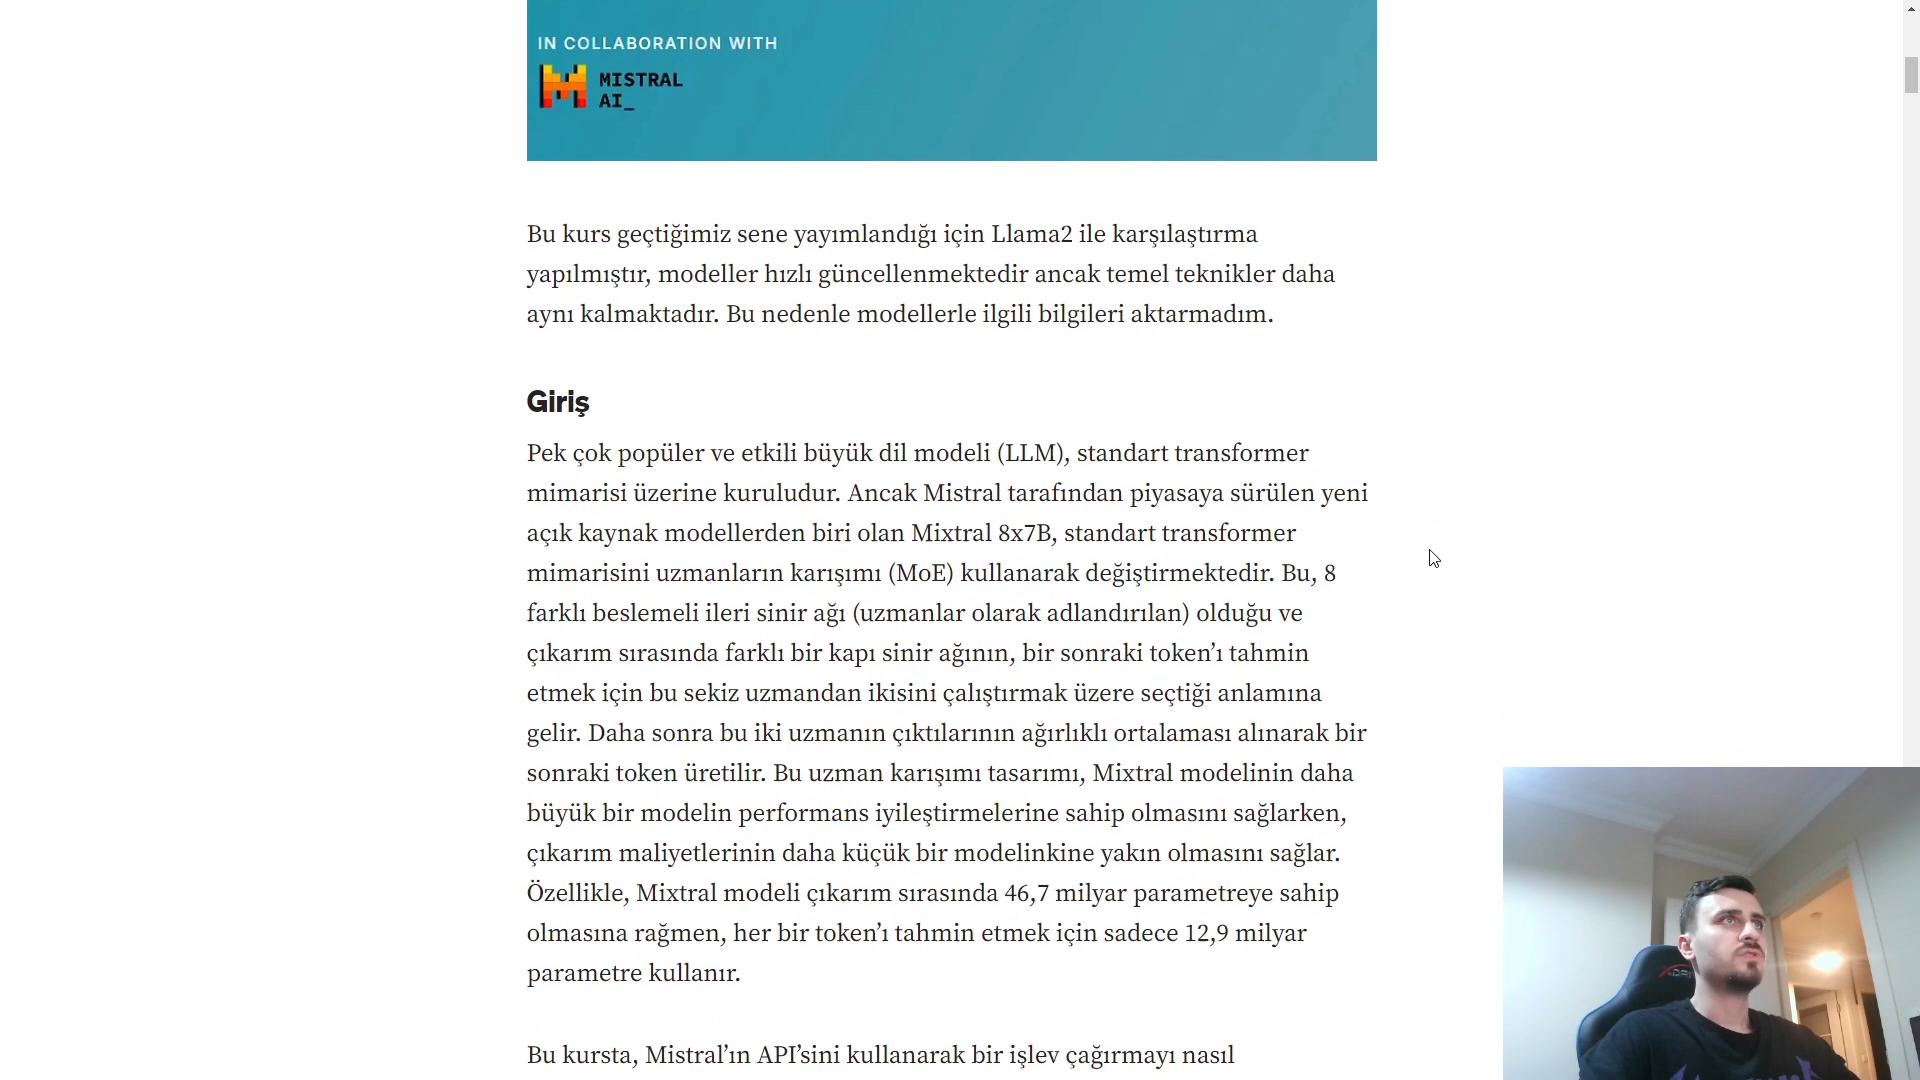 IN COLLABORATION WITH
MISTRAL
AI_
Bu kurs geçtiğimiz sene yayımlandığı için Llama2 ile karşılaştırma
yapılmıştır, modeller hızlı güncellenmektedir ancak temel teknikler daha
aynı kalmaktadır. Bu nedenle modellerle ilgili bilgileri aktarmadım.
Giriş
Pek çok popüler ve etkili büyük dil modeli (LLM), standart transformer
mimarisi üzerine kuruludur. Ancak Mistral tarafından piyasaya sürülen yeni
açık kaynak modellerden biri olan Mixtral 8x7B, standart transformer
mimarisini uzmanların karışımı (MoE) kullanarak değiştirmektedir. Bu, 8
farklı beslemeli ileri sinir ağı (uzmanlar olarak adlandırılan) olduğu ve
çıkarım sırasında farklı bir kapı sinir ağının, bir sonraki token’ı tahmin
etmek için bu sekiz uzmandan ikisini çalıştırmak üzere seçtiği anlamına
gelir. Daha sonra bu iki uzmanın çıktılarının ağırlıklı ortalaması alınarak bir
sonraki token üretilir. Bu uzman karışımı tasarımı, Mixtral modelinin daha
büyük bir modelin performans iyileştirmelerine sahip olmasını sağlarken,
çıkarım maliyetlerinin daha küçük bir modelinkine yakın olmasını sağlar.
Özellikle, Mixtral modeli çıkarım sırasında 46,7 milyar parametreye sahip
olmasına rağmen, her bir token’ı tahmin etmek için sadece 12,9 milyar
parametre kullanır.
Bu kursta, Mistral’ın API’sini kullanarak bir işlev çağırmayı nasıl